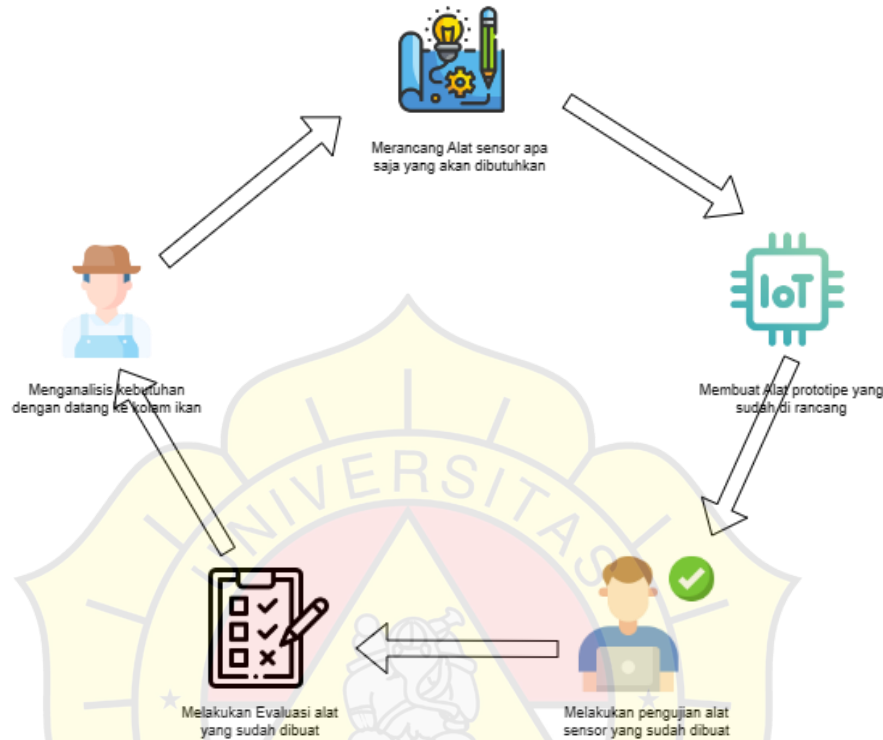 Merancang Alat sensor apa
saja yang akan dibutuhkan
IoT
Menganalisis kebutuhan
dengan datang ke kolam ikan
Membuat Alat prototipe yang
sudah di rancang
UNIVERSITAS
Melakukan Evaluasi alat
yang sudah dibuat
Melakukan pengujian alat
sensor yang sudah dibuat